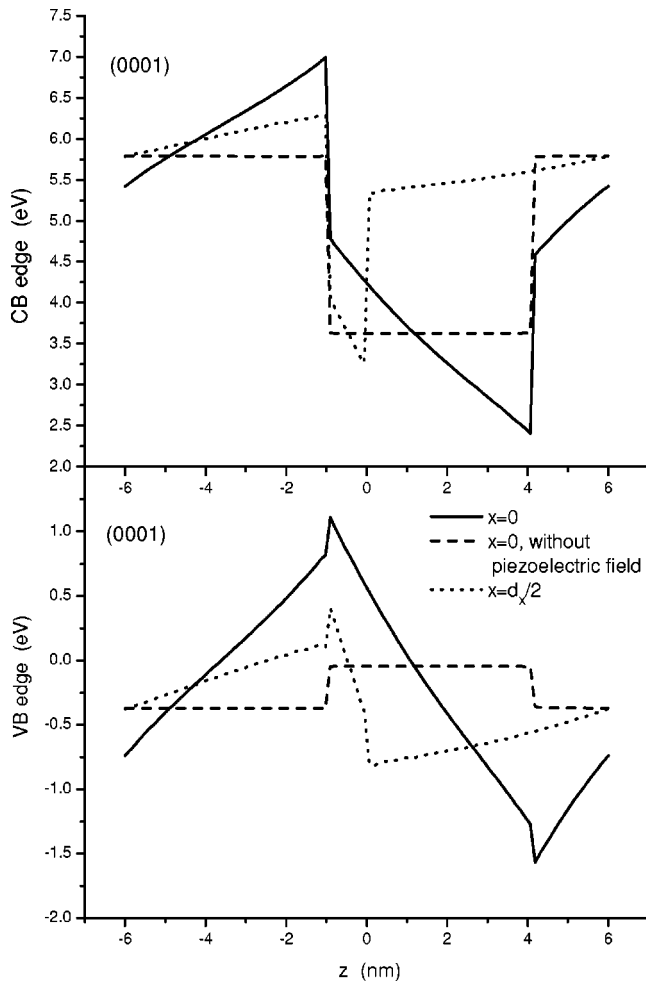 7.5
7.0
6.5
6.0
5.5
5.0
4.5
4.0
3.5
3.0
2.5
2.0
CB edge (eV)
(0001)
-6 -4 -2 0 2 4 6
1.0
0.5
0.0
-0.5
-1.0
-1.5
-2.0
VB edge (eV)
(0001)
x=0
x=0, without
piezoelectric field
x=dₓ/2
-6 -4 -2 0 2 4 6
z (nm)